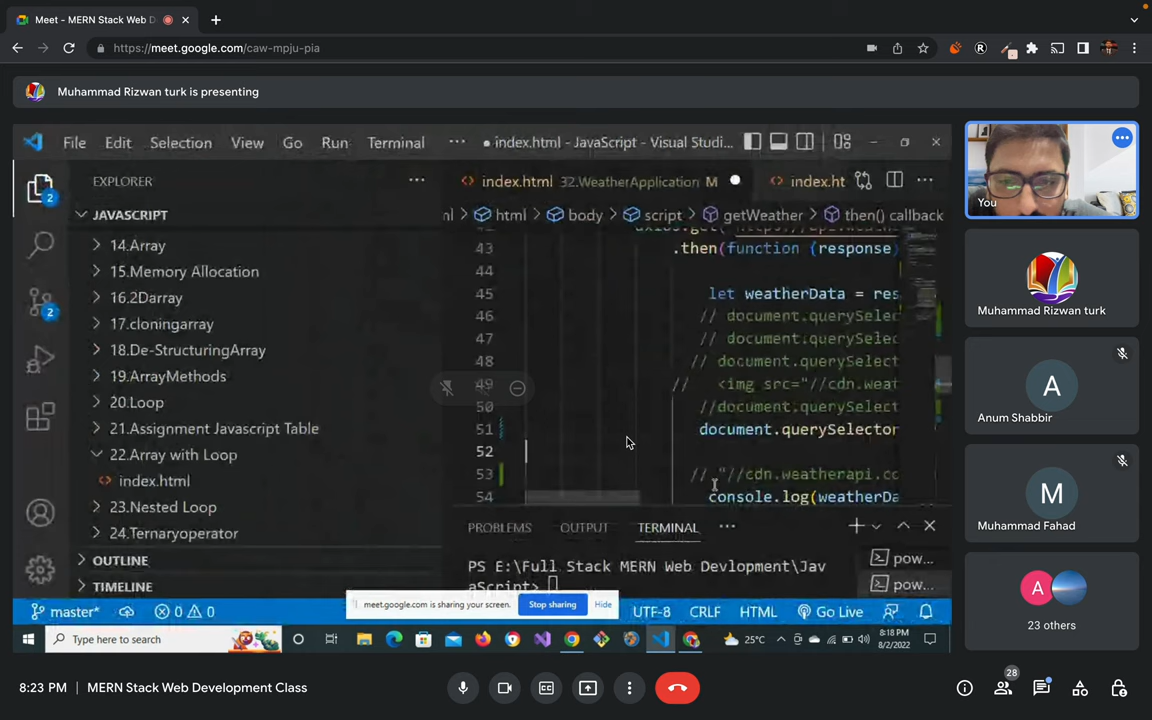 Meet - MERN Stack Web D
https://meet.google.com/caw-mpju-pia
Muhammad Rizwan turk is presenting
File Edit Selection View Go Run Terminal ··· ● index.html - JavaScript - Visual Studi...
EXPLORER
index.html 32.WeatherApplication M
index.ht
html body script getWeather then() callback
JAVASCRIPT
14.Array
15.Memory Allocation
16.2Darray
17.cloningarray
18.De-StructuringArray
19.ArrayMethods
20.Loop
21.Assignment Javascript Table
22.Array with Loop
index.html
23.Nested Loop
24.Ternaryoperator
OUTLINE
TIMELINE
43 .then(function (response)
44
45 let weatherData = res
46 // document.querySelec
47 // document.querySelec
48 // document.querySelect
49 // <img src="//cdn.weat
50 //document.querySelect
51 document.querySelector
52
53 // "//cdn.weatherapi.co
54 console.log(weatherDa
PROBLEMS OUTPUT TERMINAL ···
PS E:\Full Stack MERN Web Devlopment\Jav
aScript>
pow...
pow...
2
2
meet.google.com is sharing your screen. Stop sharing Hide
master* 0 0 UTF-8 CRLF HTML Go Live
Type here to search
25°C
8:18 PM
8/2/2022
You
Muhammad Rizwan turk
A
Anum Shabbir
M
Muhammad Fahad
A
23 others
8:23 PM | MERN Stack Web Development Class
28